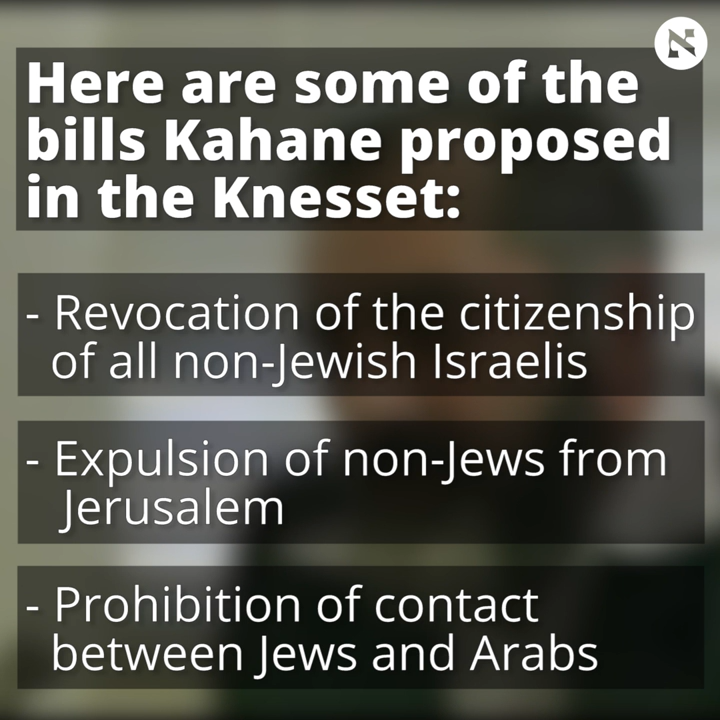 Here are some of the
bills Kahane proposed
in the Knesset:
- Revocation of the citizenship
of all non-Jewish Israelis
- Expulsion of non-Jews from
Jerusalem
- Prohibition of contact
between Jews and Arabs